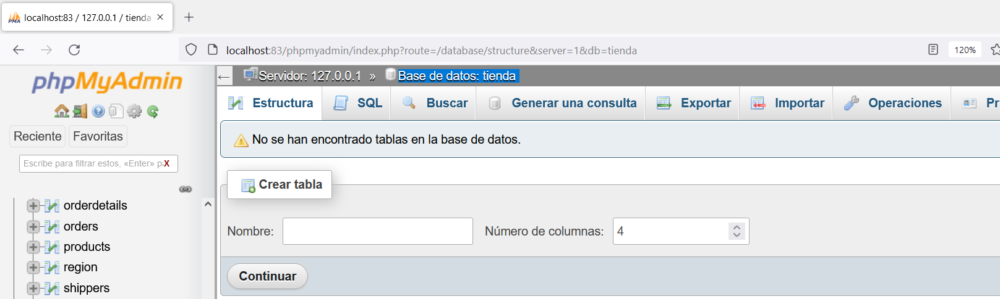 localhost:83 / 127.0.0.1 / tienda
localhost:83/phpmyadmin/index.php?route=/database/structure&server=1&db=tienda
120%
phpMyAdmin
Reciente Favoritas
Escribe para filtrar estos, «Enter» pa X
orderdetails
orders
products
region
shippers
Servidor: 127.0.0.1 » Base de datos: tienda
Estructura SQL Buscar Generar una consulta Exportar Importar Operaciones Pr
No se han encontrado tablas en la base de datos.
Crear tabla
Nombre: Número de columnas: 4
Continuar